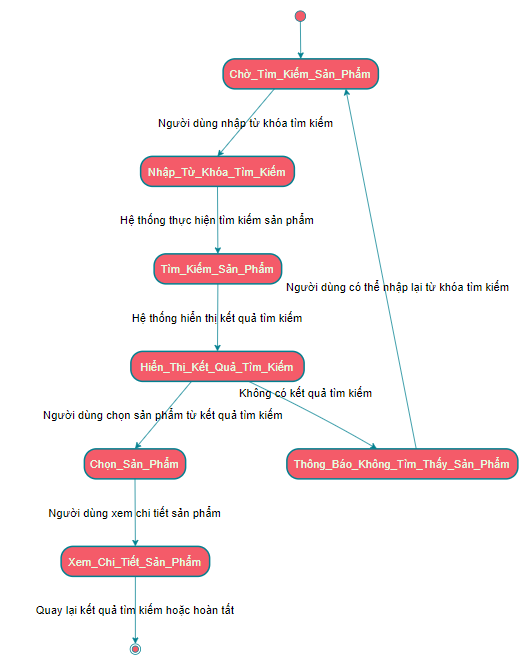 Chờ_Tìm_Kiếm_Sản_Phẩm
Người dùng nhập từ khóa tìm kiếm
Nhập_Từ_Khóa_Tìm_Kiếm
Hệ thống thực hiện tìm kiếm sản phẩm
Tìm_Kiếm_Sản_Phẩm
Người dùng có thể nhập lại từ khóa tìm kiếm
Hệ thống hiển thị kết quả tìm kiếm
Hiển_Thị_Kết_Quả_Tìm_Kiếm
Không có kết quả tìm kiếm
Người dùng chọn sản phẩm từ kết quả tìm kiếm
Chọn_Sản_Phẩm
Thông_Báo_Không_Tìm_Thấy_Sản_Phẩm
Người dùng xem chi tiết sản phẩm
Xem_Chi_Tiết_Sản_Phẩm
Quay lại kết quả tìm kiếm hoặc hoàn tất